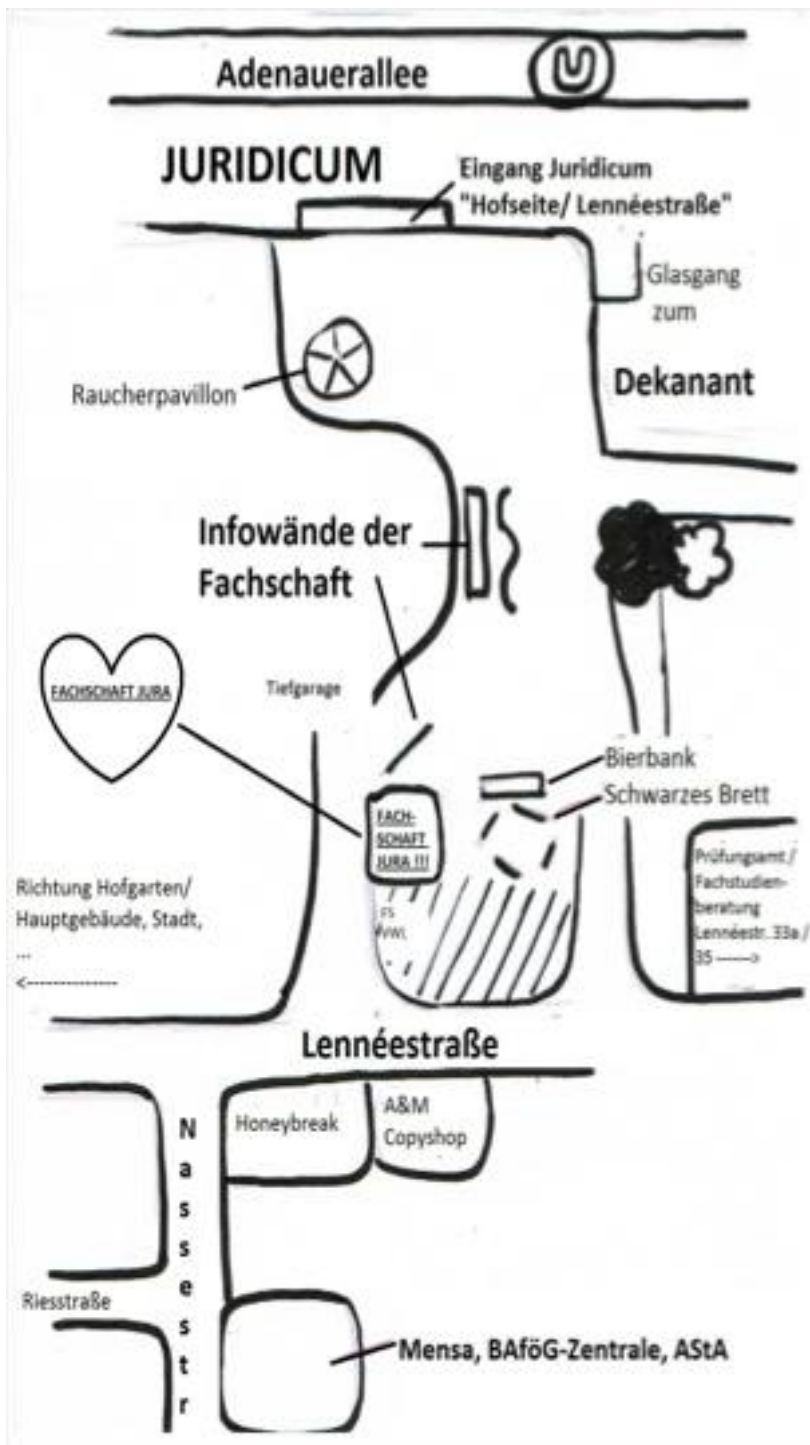 Adenauerallee
U
JURIDICUM
Eingang Juridicum
"Hofseite/ Lennéestraße"
Glasgang
zum
Dekanant
Raucherpavillon
Infowände der
Fachschaft
FACHSCHAFT JURA
Tiefgarage
Bierbank
Schwarzes Brett
FACH-
SCHAFT
JURA !!!
FS
VWL
Prüfungsamt/
Fachstudien-
beratung
Lennéestr. 33a /
35 ----->
Richtung Hofgarten/
Hauptgebäude, Stadt,
...
<--------------
Lennéestraße
Honeybreak
A&M
Copyshop
N
a
s
s
e
s
t
r
Riesstraße
Mensa, BAföG-Zentrale, AStA